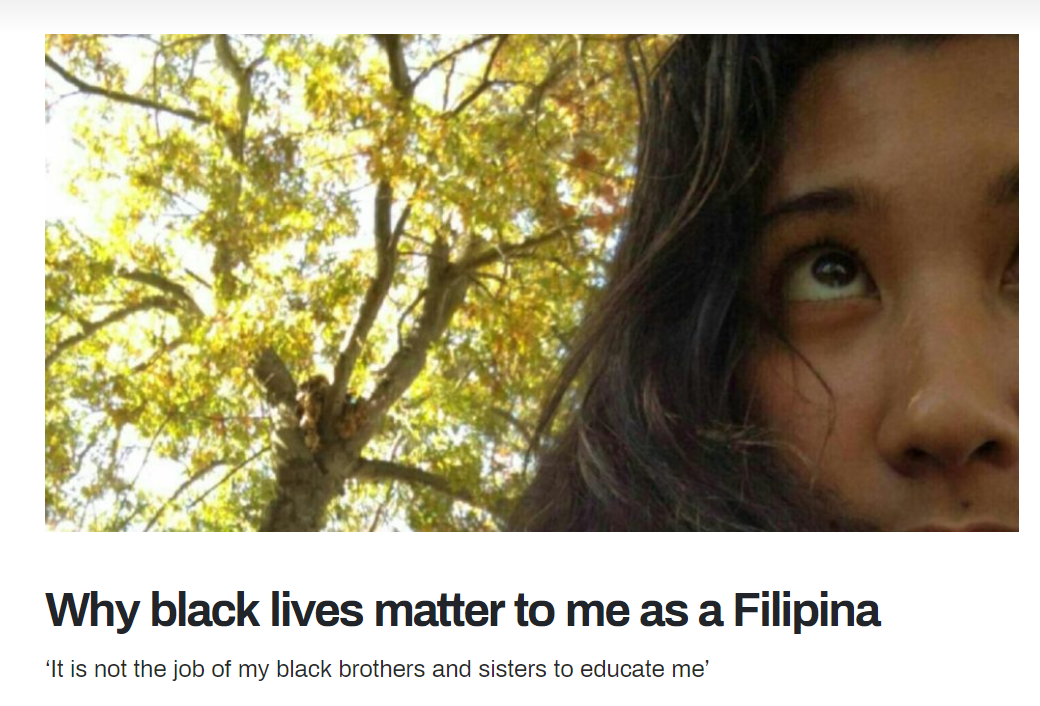 Why black lives matter to me as a Filipina
‘It is not the job of my black brothers and sisters to educate me’